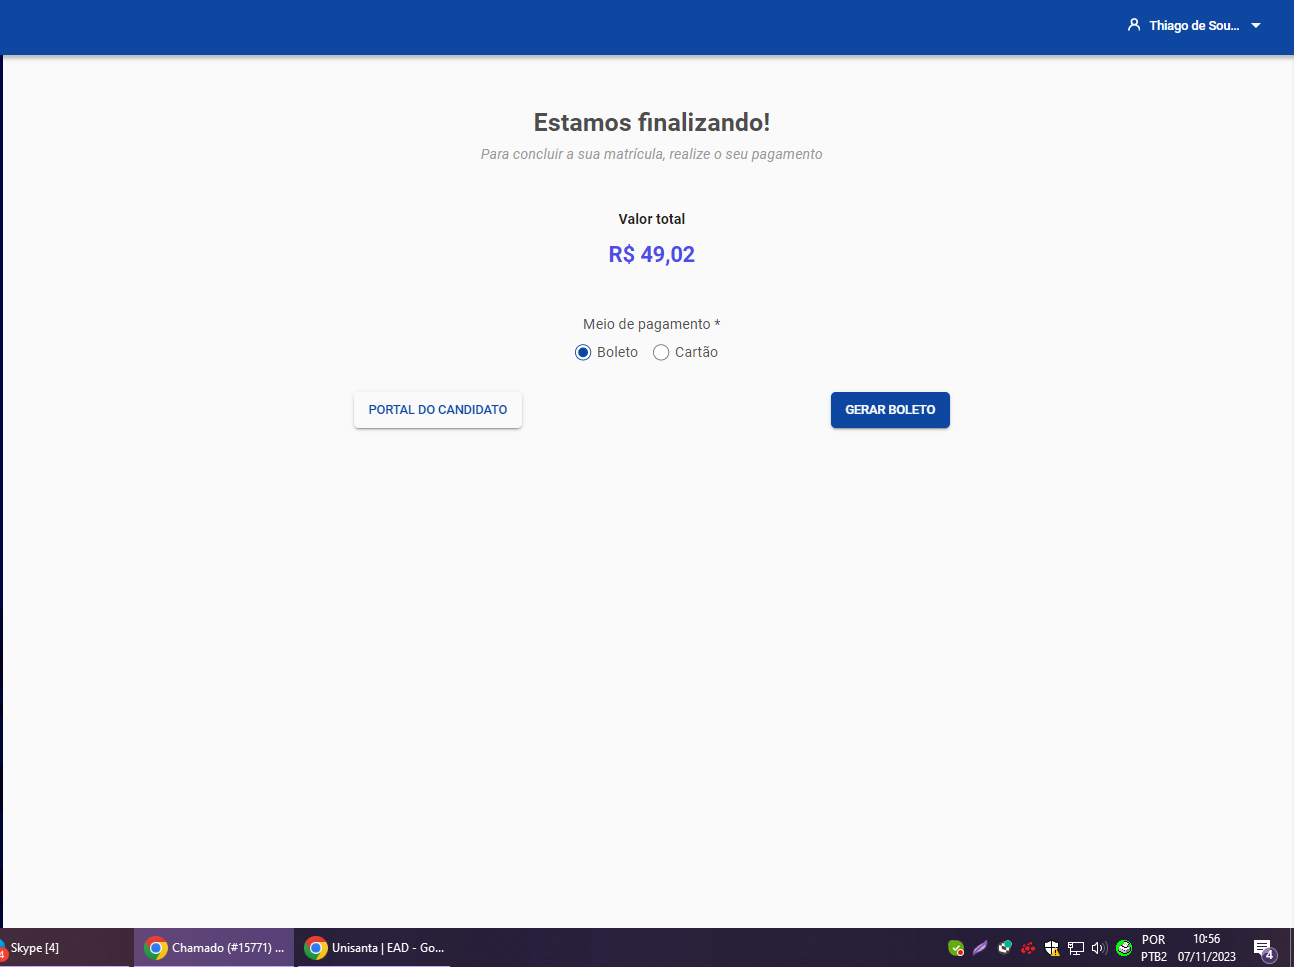 Thiago de Sou...
Estamos finalizando!
Para concluir a sua matrícula, realize o seu pagamento
Valor total
R$ 49,02
Meio de pagamento *
Boleto Cartão
PORTAL DO CANDIDATO GERAR BOLETO
4 Skype [4] Chamado (#15771) ... Unisanta | EAD - Go... POR 10:56
PTB2 07/11/2023 4